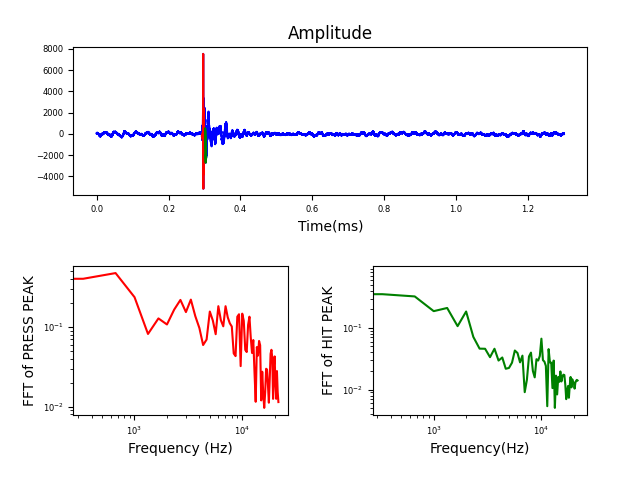 Amplitude
8000
6000
4000
2000
0
−2000
−4000
0.0 0.2 0.4 0.6 0.8 1.0 1.2
Time(ms)
FFT of PRESS PEAK
10⁻¹
10⁻²
10³ 10⁴
Frequency (Hz)
FFT of HIT PEAK
10⁻¹
10⁻²
10³ 10⁴
Frequency(Hz)